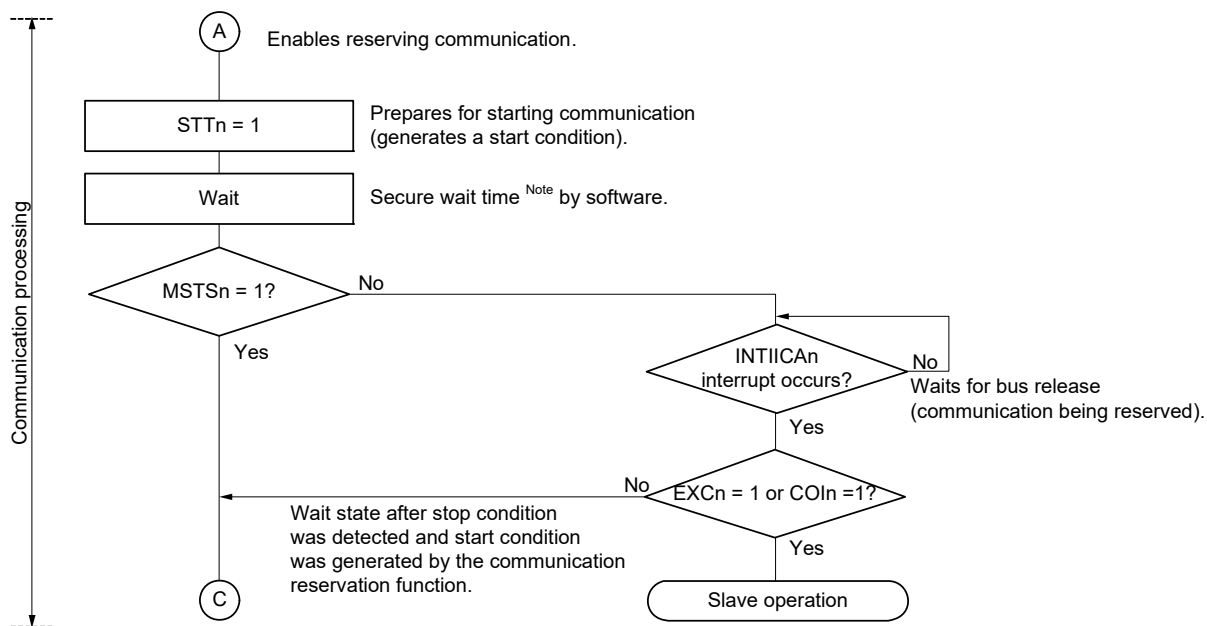 A
Enables reserving communication.
STTn = 1
Prepares for starting communication
(generates a start condition).
Wait
Secure wait time Note by software.
Communication processing
MSTSn = 1?
No
Yes
INTIICAn
interrupt occurs?
No
Waits for bus release
(communication being reserved).
Yes
EXCn = 1 or COIn =1?
No
Wait state after stop condition
was detected and start condition
was generated by the communication
reservation function.
Yes
C
Slave operation